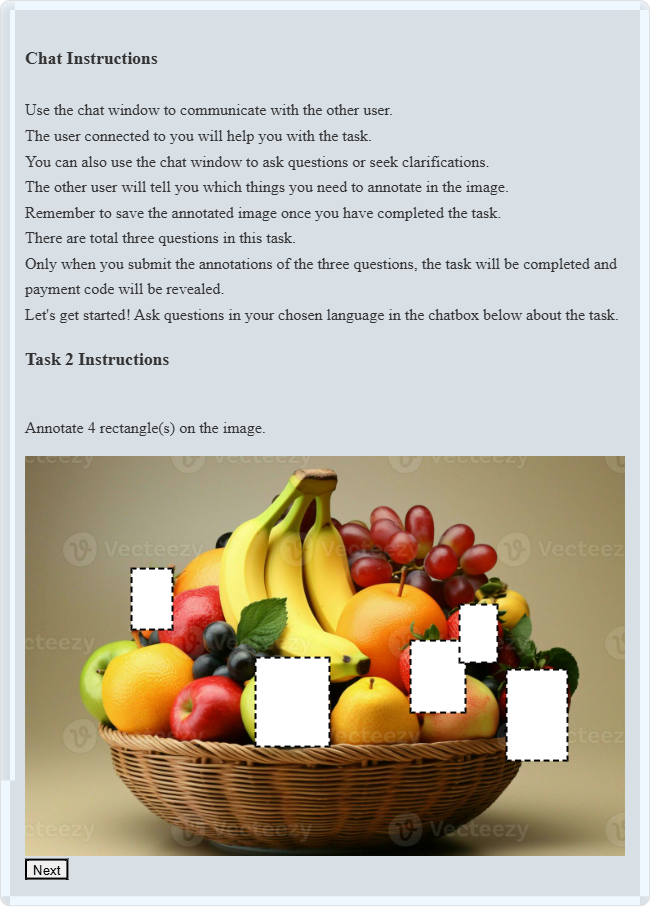 Chat Instructions
Use the chat window to communicate with the other user.
The user connected to you will help you with the task.
You can also use the chat window to ask questions or seek clarifications.
The other user will tell you which things you need to annotate in the image.
Remember to save the annotated image once you have completed the task.
There are total three questions in this task.
Only when you submit the annotations of the three questions, the task will be completed and
payment code will be revealed.
Let's get started! Ask questions in your chosen language in the chatbox below about the task.
Task 2 Instructions
Annotate 4 rectangle(s) on the image.
Vecteezy
Vecteezy
Vecteezy
Vecteezy
Vecteezy
Next